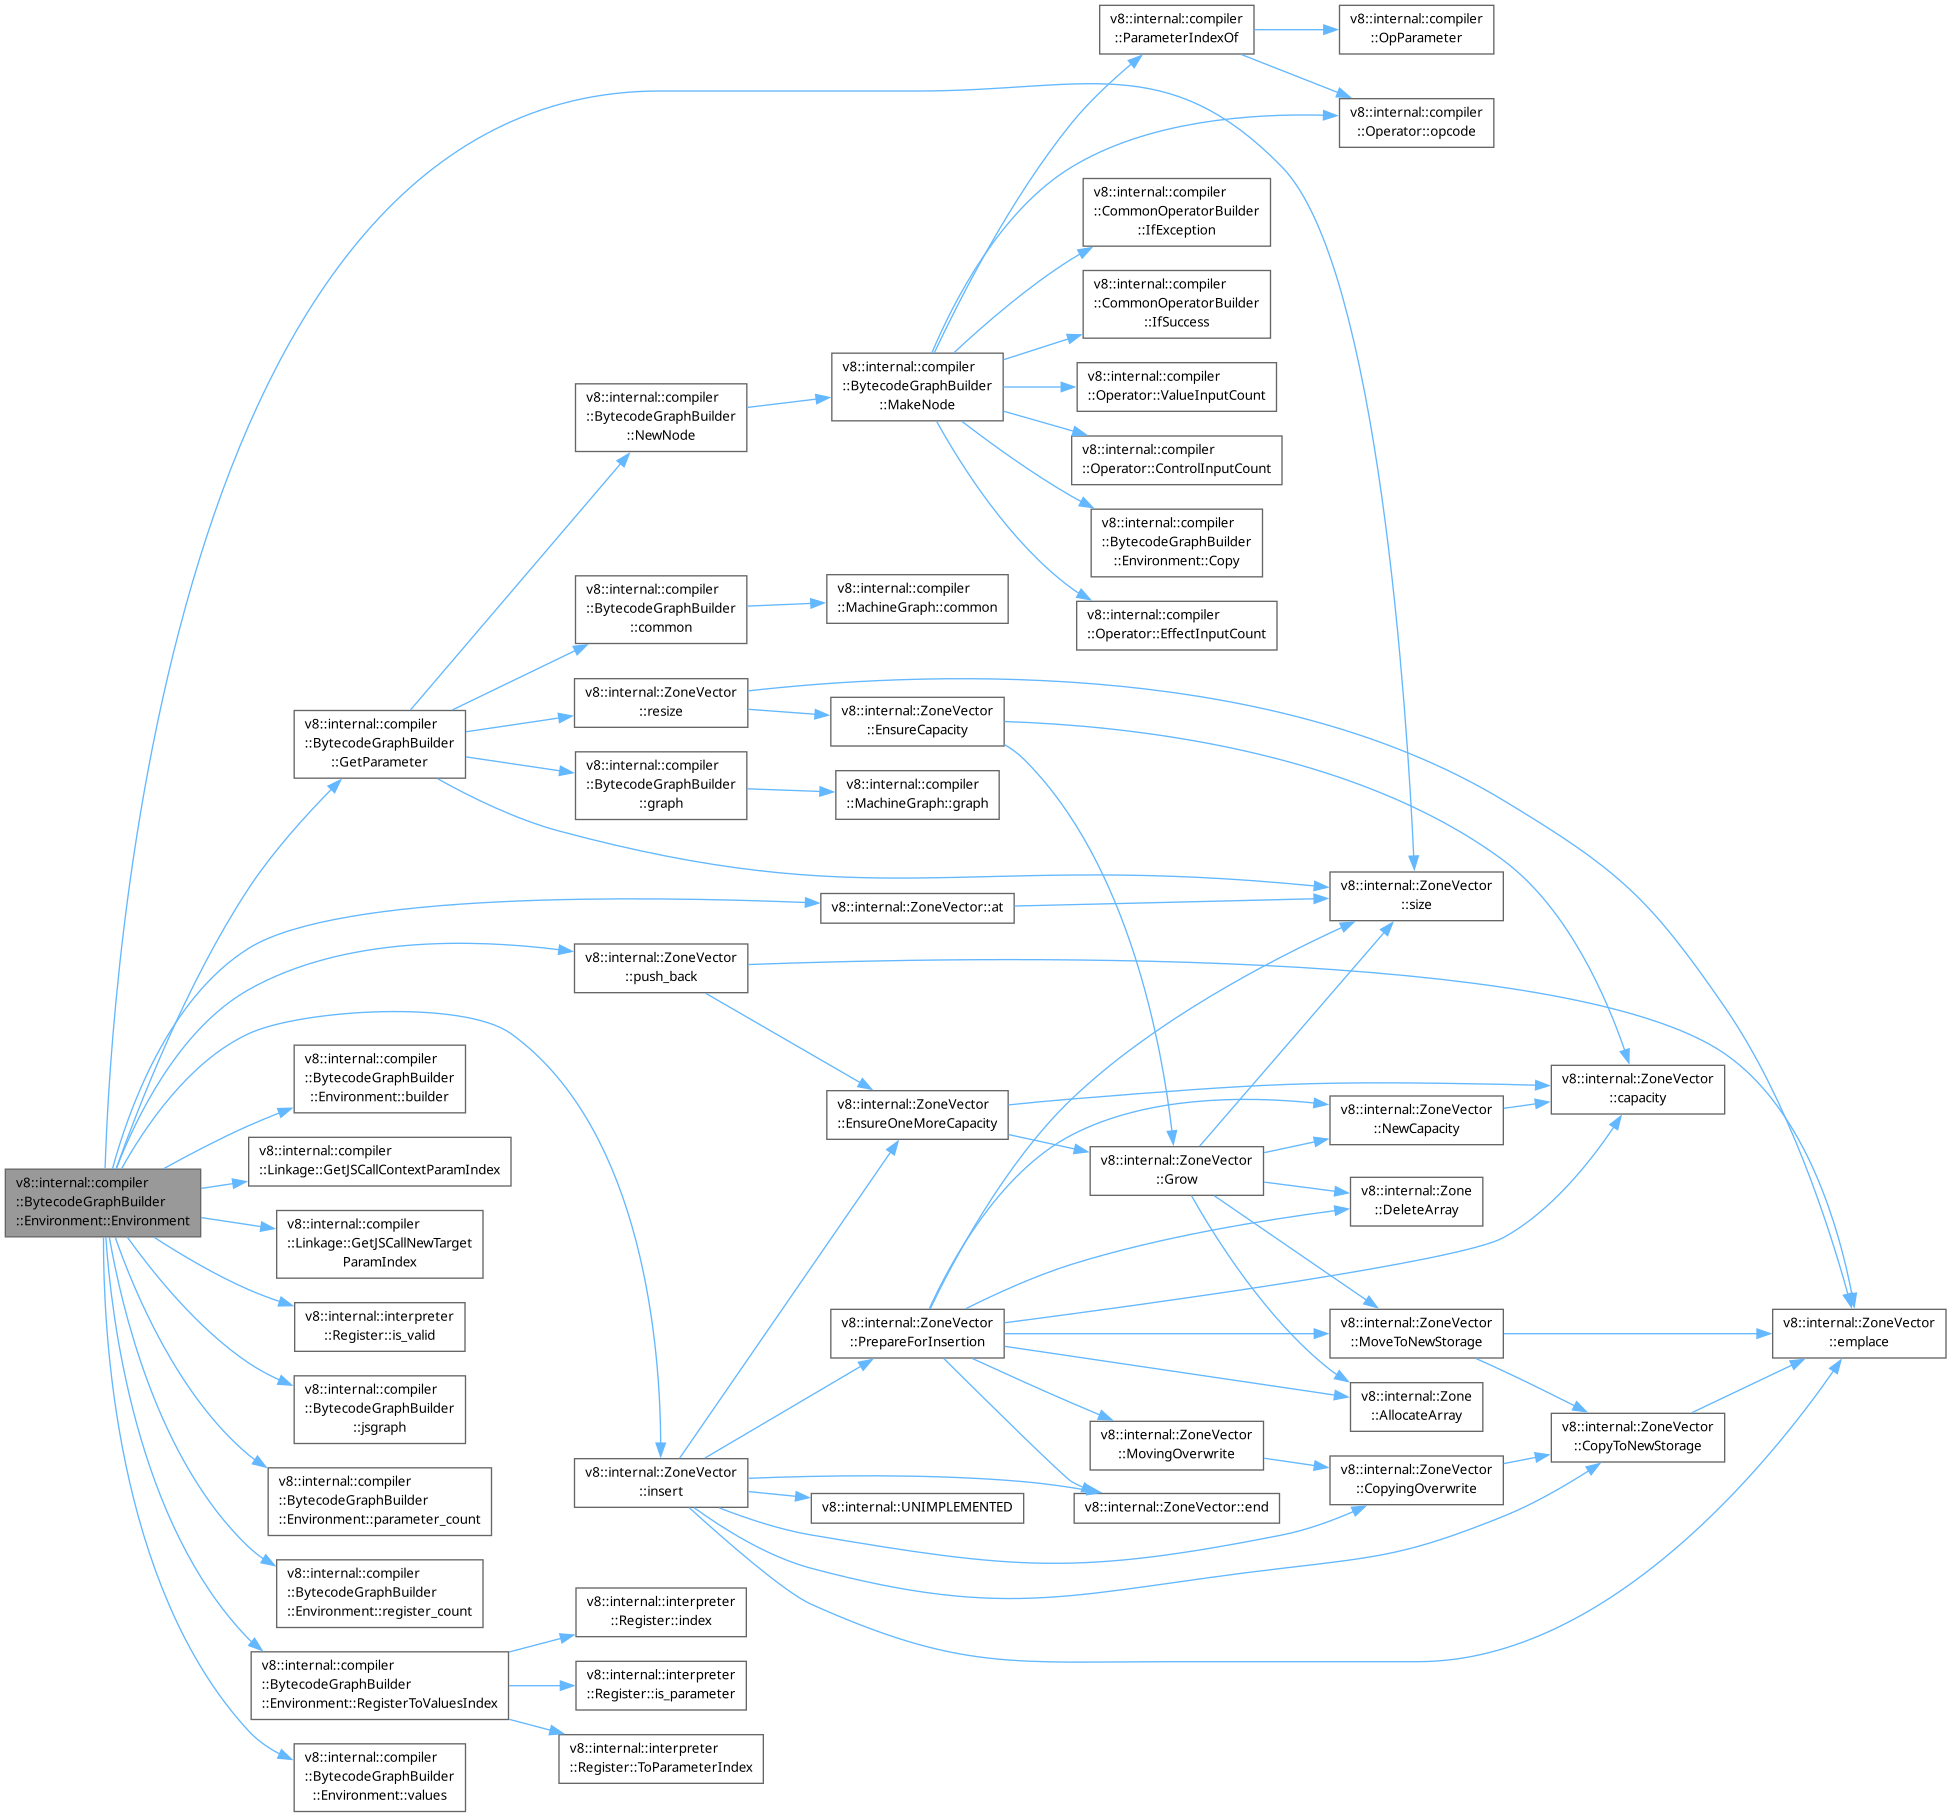 v8::internal::compiler
::ParameterIndexOf
v8::internal::compiler
::OpParameter
v8::internal::compiler
::Operator::opcode
v8::internal::compiler
::CommonOperatorBuilder
::IfException
v8::internal::compiler
::CommonOperatorBuilder
::IfSuccess
v8::internal::compiler
::BytecodeGraphBuilder
::MakeNode
v8::internal::compiler
::Operator::ValueInputCount
v8::internal::compiler
::BytecodeGraphBuilder
::NewNode
v8::internal::compiler
::Operator::ControlInputCount
v8::internal::compiler
::BytecodeGraphBuilder
::Environment::Copy
v8::internal::compiler
::BytecodeGraphBuilder
::common
v8::internal::compiler
::MachineGraph::common
v8::internal::compiler
::Operator::EffectInputCount
v8::internal::ZoneVector
::resize
v8::internal::ZoneVector
::EnsureCapacity
v8::internal::compiler
::BytecodeGraphBuilder
::GetParameter
v8::internal::compiler
::BytecodeGraphBuilder
::graph
v8::internal::compiler
::MachineGraph::graph
v8::internal::ZoneVector
::size
v8::internal::ZoneVector::at
v8::internal::ZoneVector
::push_back
v8::internal::compiler
::BytecodeGraphBuilder
::Environment::builder
v8::internal::ZoneVector
::EnsureOneMoreCapacity
v8::internal::ZoneVector
::capacity
v8::internal::ZoneVector
::NewCapacity
v8::internal::compiler
::Linkage::GetJSCallContextParamIndex
v8::internal::ZoneVector
::Grow
v8::internal::compiler
::BytecodeGraphBuilder
::Environment::Environment
v8::internal::Zone
::DeleteArray
v8::internal::compiler
::Linkage::GetJSCallNewTarget
ParamIndex
v8::internal::interpreter
::Register::is_valid
v8::internal::ZoneVector
::PrepareForInsertion
v8::internal::ZoneVector
::MoveToNewStorage
v8::internal::ZoneVector
::emplace
v8::internal::compiler
::BytecodeGraphBuilder
::jsgraph
v8::internal::Zone
::AllocateArray
v8::internal::ZoneVector
::MovingOverwrite
v8::internal::ZoneVector
::CopyToNewStorage
v8::internal::compiler
::BytecodeGraphBuilder
::Environment::parameter_count
v8::internal::ZoneVector
::insert
v8::internal::ZoneVector
::CopyingOverwrite
v8::internal::UNIMPLEMENTED
v8::internal::ZoneVector::end
v8::internal::compiler
::BytecodeGraphBuilder
::Environment::register_count
v8::internal::interpreter
::Register::index
v8::internal::compiler
::BytecodeGraphBuilder
::Environment::RegisterToValuesIndex
v8::internal::interpreter
::Register::is_parameter
v8::internal::interpreter
::Register::ToParameterIndex
v8::internal::compiler
::BytecodeGraphBuilder
::Environment::values